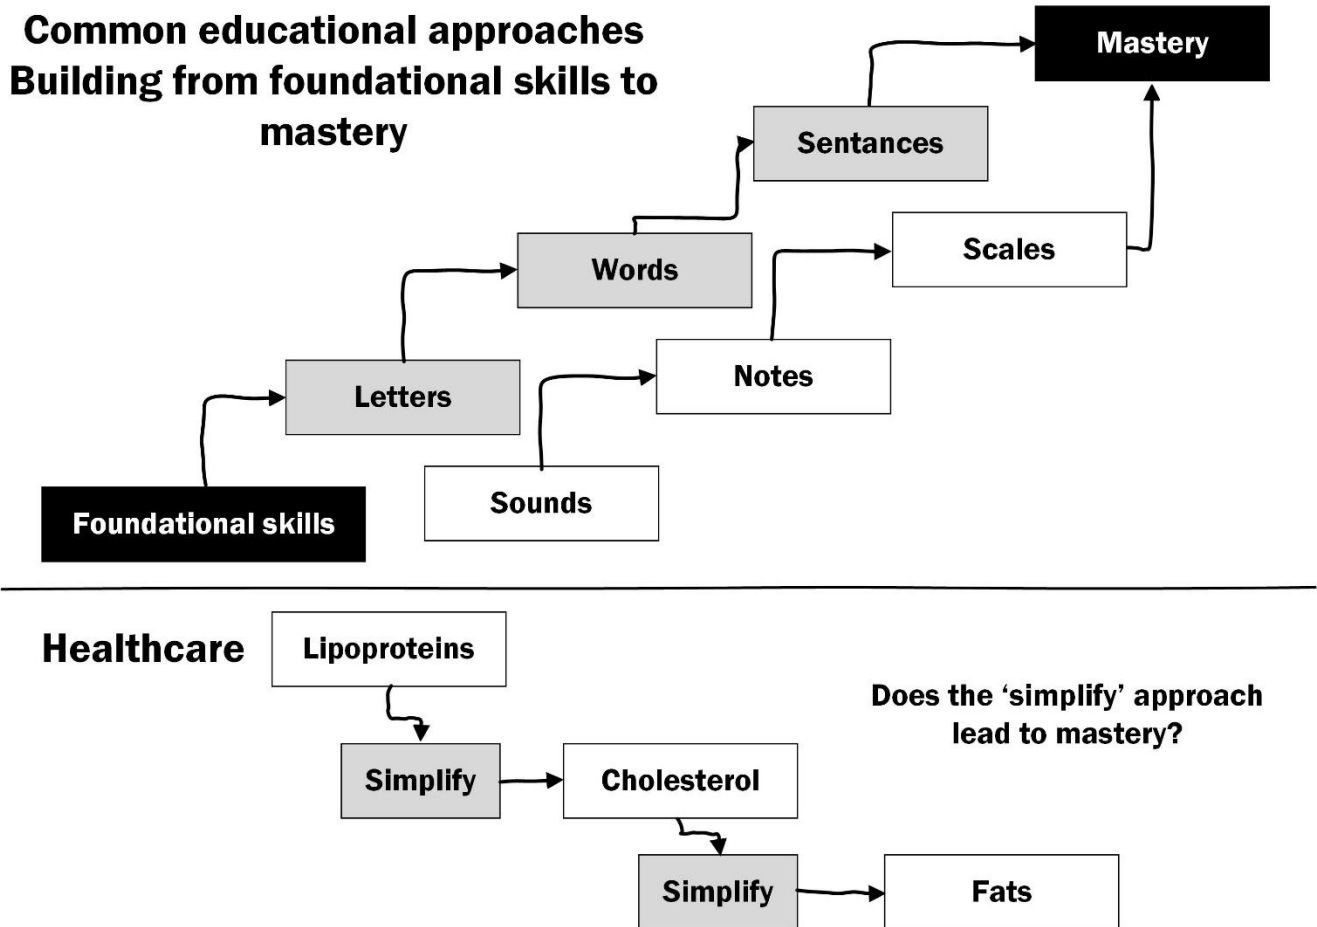 Common educational approaches
Building from foundational skills to
mastery
Mastery
Sentances
Scales
Words
Notes
Letters
Sounds
Foundational skills
Healthcare
Lipoproteins
Does the ‘simplify’ approach
lead to mastery?
Simplify
Cholesterol
Simplify
Fats